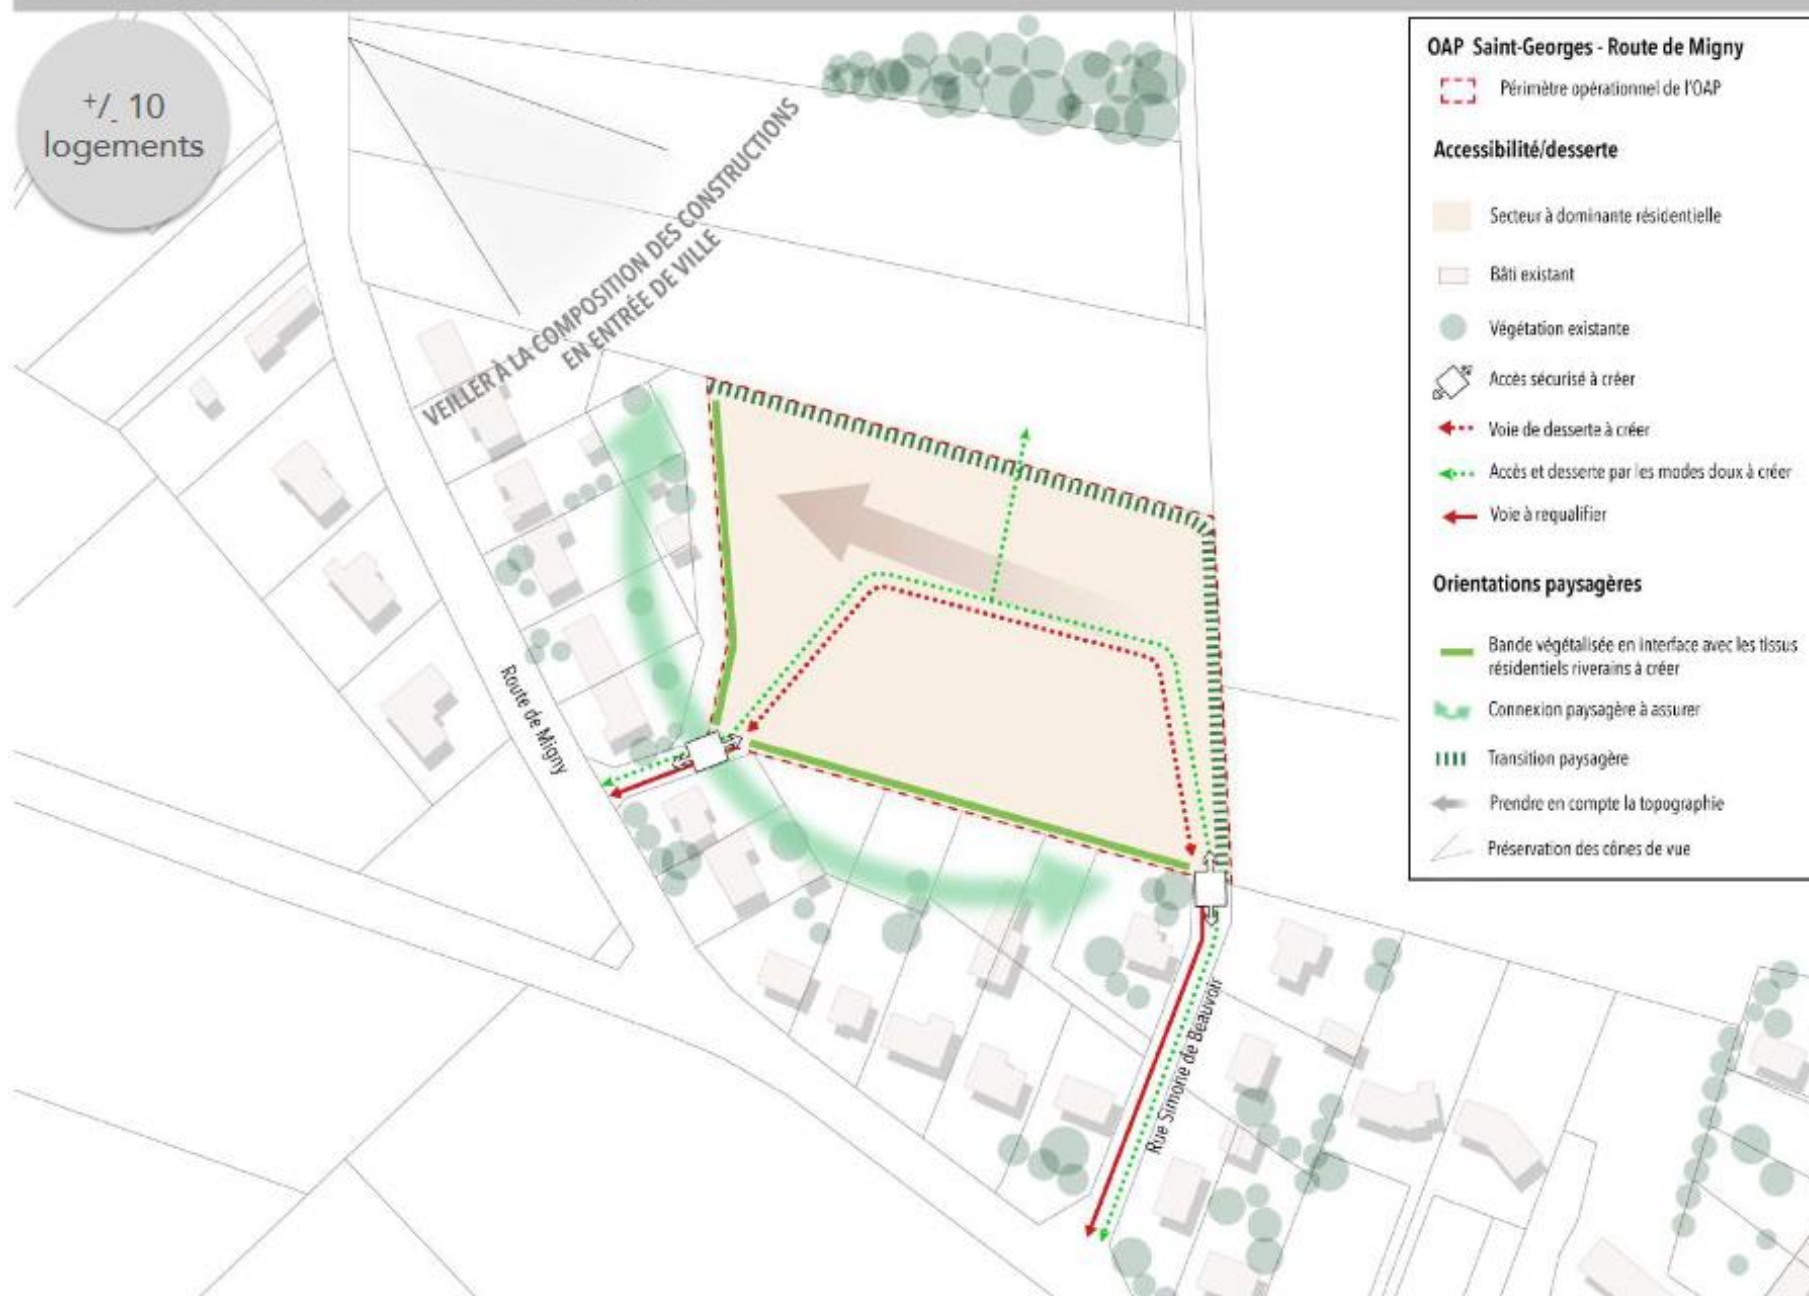 +/_ 10
logements
VEILLER À LA COMPOSITION DES CONSTRUCTIONS
EN ENTRÉE DE VILLE
Route de Migny
Rue Simone de Beauvoir
OAP Saint-Georges - Route de Migny
Périmètre opérationnel de l'OAP
Accessibilité/desserte
Secteur à dominante résidentielle
Bâti existant
Végétation existante
Accès sécurisé à créer
Voie de desserte à créer
Accès et desserte par les modes doux à créer
Voie à requalifier
Orientations paysagères
Bande végétalisée en interface avec les tissus
résidentiels riverains à créer
Connexion paysagère à assurer
Transition paysagère
Prendre en compte la topographie
Préservation des cônes de vue